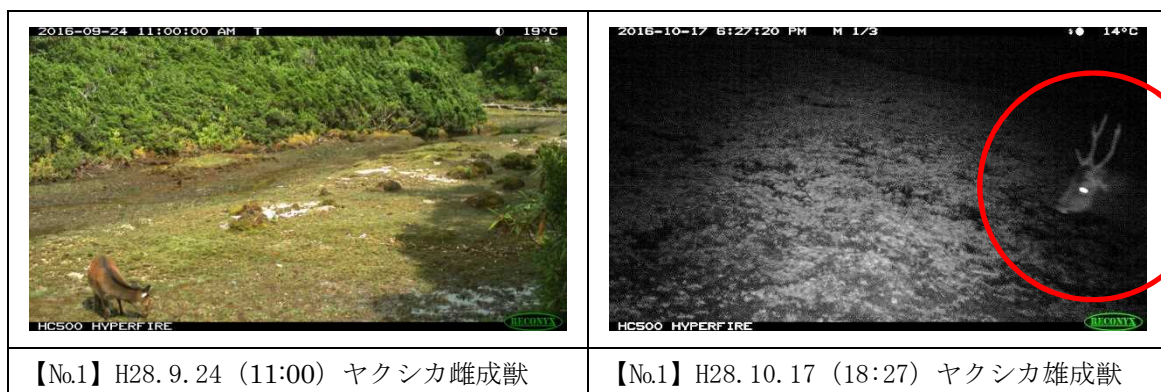 2016-09-24 11:00:00 AM T 19°C
HC500 HYPERFIRE
RECONYX
【№1】H28.9.24 (11:00) ヤクシカ雌成獣
2016-10-17 6:27:20 PM M 1/3 14°C
HC500 HYPERFIRE
RECONYX
【№1】H28.10.17 (18:27) ヤクシカ雄成獣